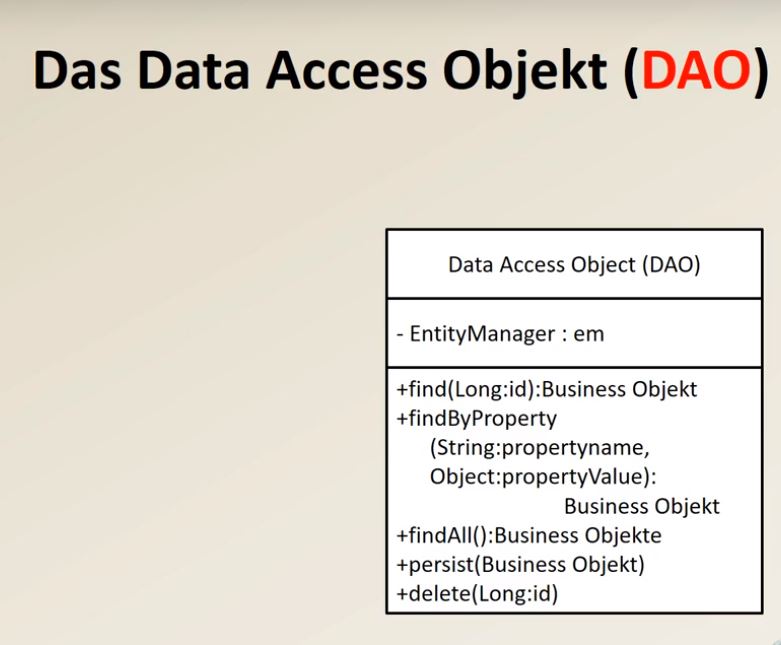 Das Data Access Objekt (DAO)
Data Access Object (DAO)
- EntityManager : em
+find(Long:id):Business Objekt
+findByProperty
(String:propertyname,
Object:propertyValue):
Business Objekt
+findAll():Business Objekte
+persist(Business Objekt)
+delete(Long:id)